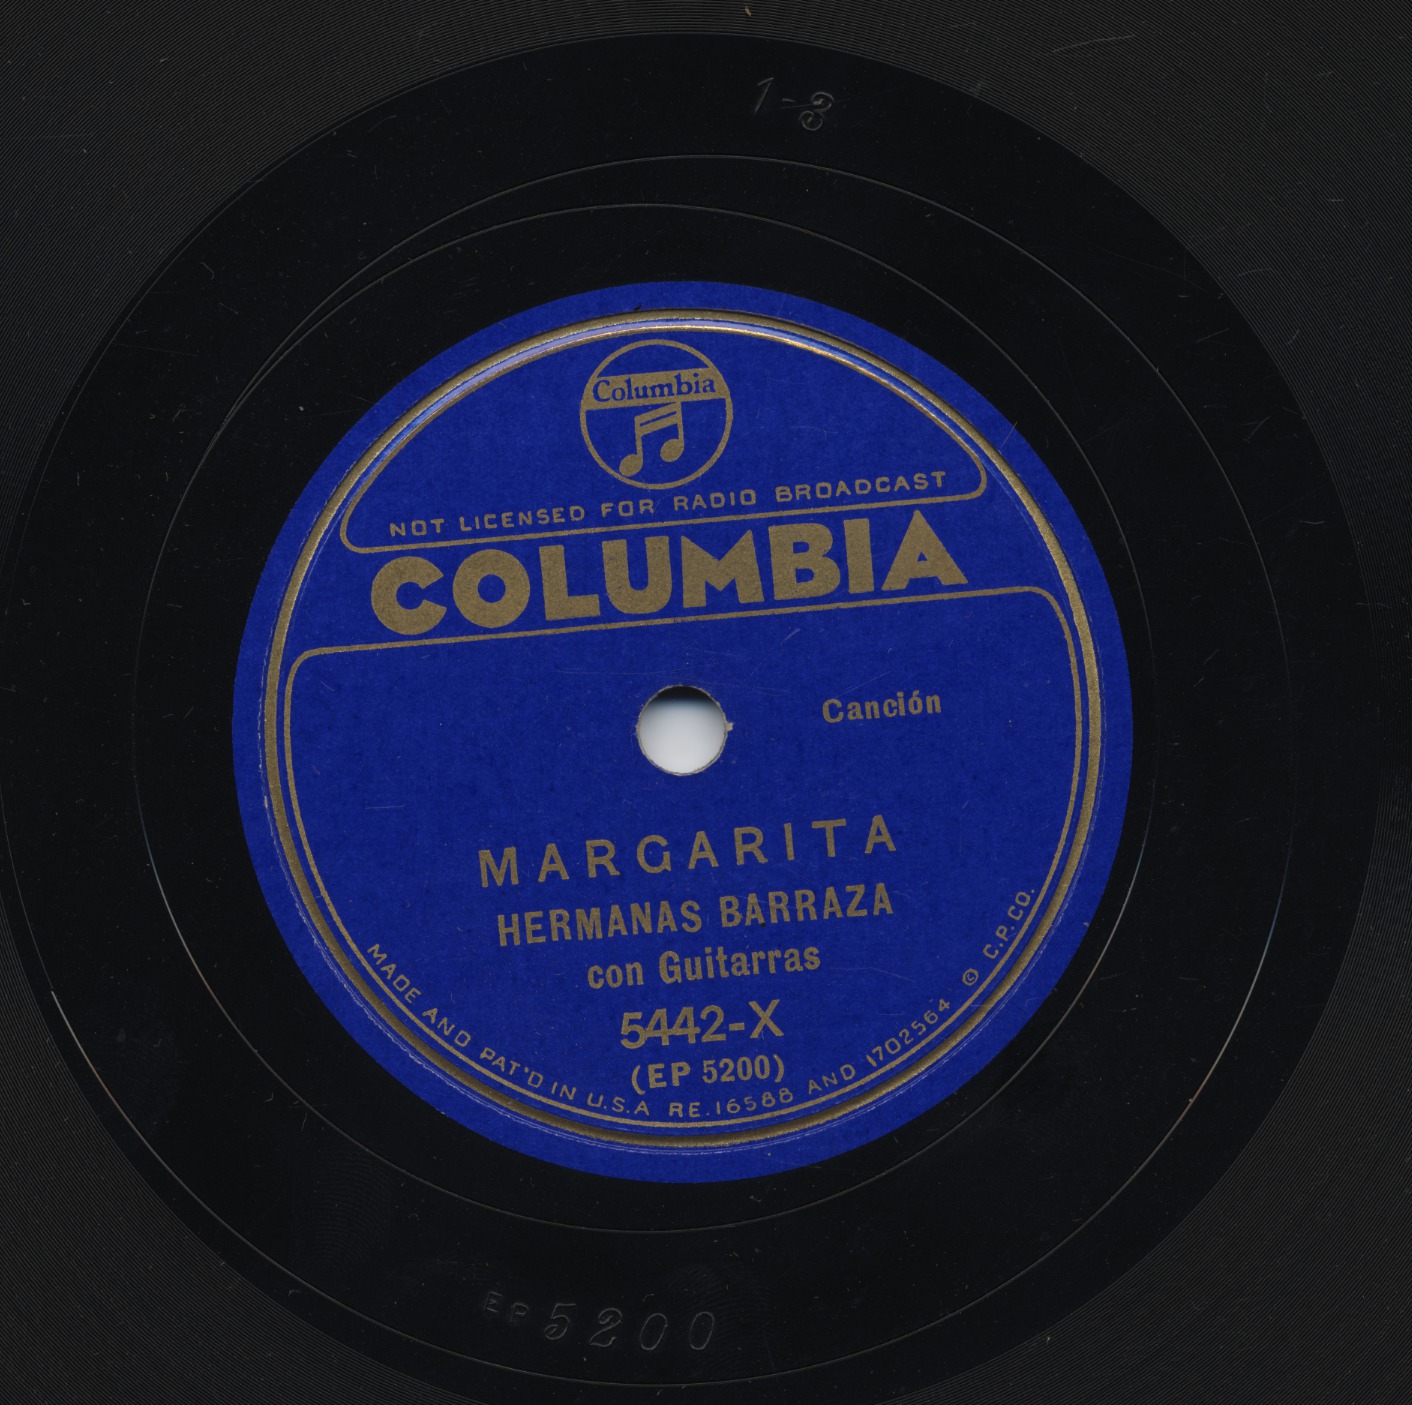 1-3
Columbia
NOT LICENSED FOR RADIO BROADCAST
COLUMBIA
Canción
MARGARITA
HERMANAS BARRAZA
con Guitarras
5442-X
(EP 5200)
MADE AND PAT'D IN U.S.A RE.16588 AND 1702564 © C.P.CO.
EP 5200